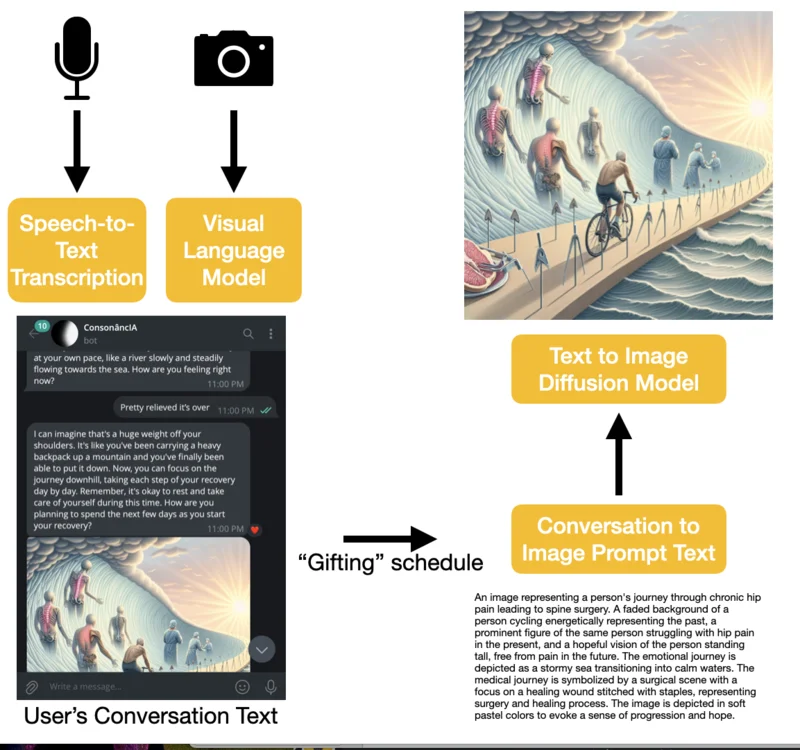 Speech-to-
Text
Transcription
Visual
Language
Model
10
ConsonâncIA
bot
at your own pace, like a river slowly and steadily
flowing towards the sea. How are you feeling right
now?
11:00 PM
Pretty relieved it's over
11:00 PM
I can imagine that's a huge weight off your
shoulders. It's like you've been carrying a heavy
backpack up a mountain and you've finally been
able to put it down. Now, you can focus on the
journey downhill, taking each step of your recovery
day by day. Remember, it's okay to rest and take
care of yourself during this time. How are you
planning to spend the next few days as you start
your recovery?
11:00 PM
Write a message...
User's Conversation Text
“Gifting” schedule
Text to Image
Diffusion Model
Conversation to
Image Prompt Text
An image representing a person's journey through chronic hip
pain leading to spine surgery. A faded background of a
person cycling energetically representing the past, a
prominent figure of the same person struggling with hip pain
in the present, and a hopeful vision of the person standing
tall, free from pain in the future. The emotional journey is
depicted as a stormy sea transitioning into calm waters. The
medical journey is symbolized by a surgical scene with a
focus on a healing wound stitched with staples, representing
surgery and healing process. The image is depicted in soft
pastel colors to evoke a sense of progression and hope.